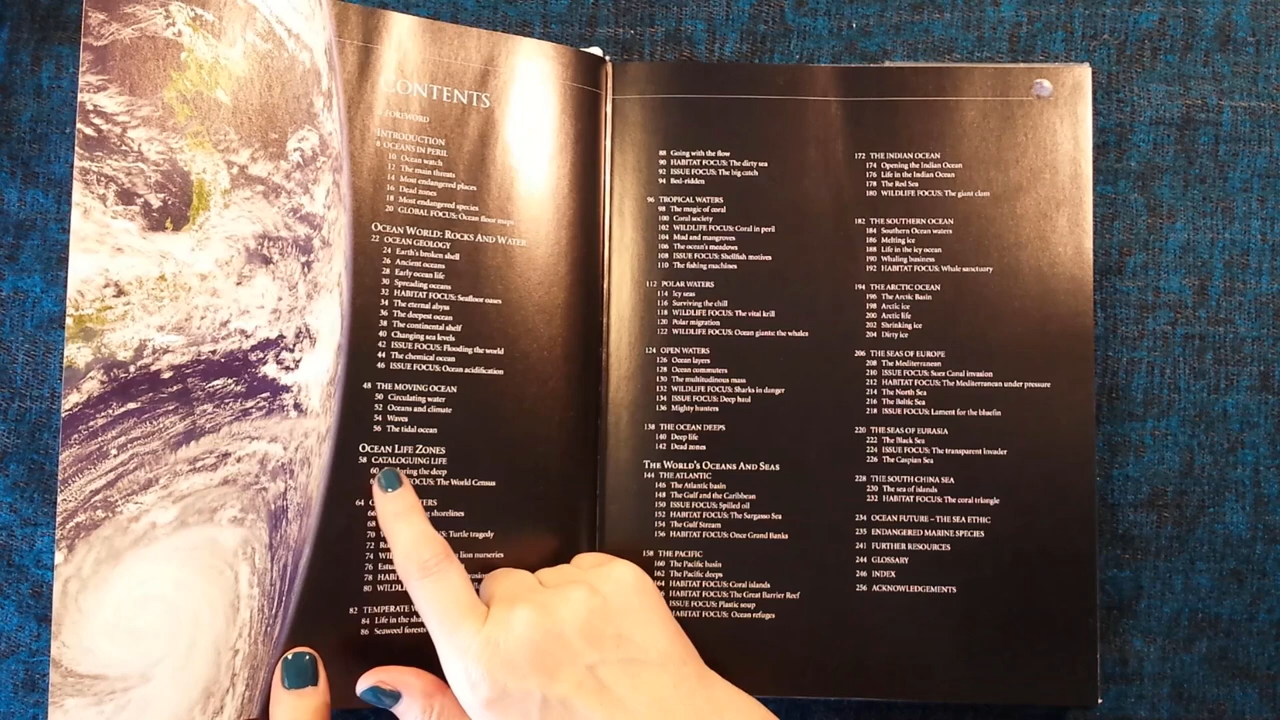 CONTENTS
FOREWORD
INTRODUCTION
8 OCEANS IN PERIL
10 Ocean watch
12 The main threats
14 Most endangered places
16 Dead zones
18 Most endangered species
20 GLOBAL FOCUS: Ocean floor maps
OCEAN WORLD: ROCKS AND WATER
22 OCEAN GEOLOGY
24 Earth's broken shell
26 Ancient oceans
28 Early ocean life
30 Spreading oceans
32 HABITAT FOCUS: Seafloor oases
34 The eternal abyss
36 The deepest ocean
38 The continental shelf
40 Changing sea levels
42 ISSUE FOCUS: Flooding the world
44 The chemical ocean
46 ISSUE FOCUS: Ocean acidification
48 THE MOVING OCEAN
50 Circulating water
52 Oceans and climate
54 Waves
56 The tidal ocean
OCEAN LIFE ZONES
58 CATALOGUING LIFE
60 the deep
FOCUS: The World Census
64
66 shorelines
68
70 Turtle tragedy
72
74 lion nurseries
76
78
80
82 TEMPERATE
84 Life in the
86 Seaweed forests
88 Going with the flow
90 HABITAT FOCUS: The dirty sea
92 ISSUE FOCUS: The big catch
94 Bed-ridden
96 TROPICAL WATERS
98 The magic of coral
100 Coral society
102 WILDLIFE FOCUS: Coral in peril
104 Mud and mangroves
106 The ocean's meadows
108 ISSUE FOCUS: Shellfish motives
110 The fishing machines
112 POLAR WATERS
114 Icy seas
116 Surviving the chill
118 WILDLIFE FOCUS: The vital krill
120 Polar migration
122 WILDLIFE FOCUS: Ocean giants: the whales
124 OPEN WATERS
126 Ocean layers
128 Ocean commuters
130 The multitudinous mass
132 WILDLIFE FOCUS: Sharks in danger
134 ISSUE FOCUS: Deep haul
136 Mighty hunters
138 THE OCEAN DEEPS
140 Deep life
142 Dead zones
THE WORLD'S OCEANS AND SEAS
144 THE ATLANTIC
146 The Atlantic basin
148 The Gulf and the Caribbean
150 ISSUE FOCUS: Spilled oil
152 HABITAT FOCUS: The Sargasso Sea
154 The Gulf Stream
156 HABITAT FOCUS: Once Grand Banks
158 THE PACIFIC
160 The Pacific basin
162 The Pacific deeps
164 HABITAT FOCUS: Coral islands
HABITAT FOCUS: The Great Barrier Reef
ISSUE FOCUS: Plastic soup
HABITAT FOCUS: Ocean refuges
172 THE INDIAN OCEAN
174 Opening the Indian Ocean
176 Life in the Indian Ocean
178 The Red Sea
180 WILDLIFE FOCUS: The giant clam
182 THE SOUTHERN OCEAN
184 Southern Ocean waters
186 Melting ice
188 Life in the icy ocean
190 Whaling business
192 HABITAT FOCUS: Whale sanctuary
194 THE ARCTIC OCEAN
196 The Arctic Basin
198 Arctic ice
200 Arctic life
202 Shrinking ice
204 Dirty ice
206 THE SEAS OF EUROPE
208 The Mediterranean
210 ISSUE FOCUS: Suez Canal invasion
212 HABITAT FOCUS: The Mediterranean under pressure
214 The North Sea
216 The Baltic Sea
218 ISSUE FOCUS: Lament for the bluefin
220 THE SEAS OF EURASIA
222 The Black Sea
224 ISSUE FOCUS: The transparent invader
226 The Caspian Sea
228 THE SOUTH CHINA SEA
230 The sea of islands
232 HABITAT FOCUS: The coral triangle
234 OCEAN FUTURE – THE SEA ETHIC
235 ENDANGERED MARINE SPECIES
241 FURTHER RESOURCES
244 GLOSSARY
246 INDEX
256 ACKNOWLEDGEMENTS